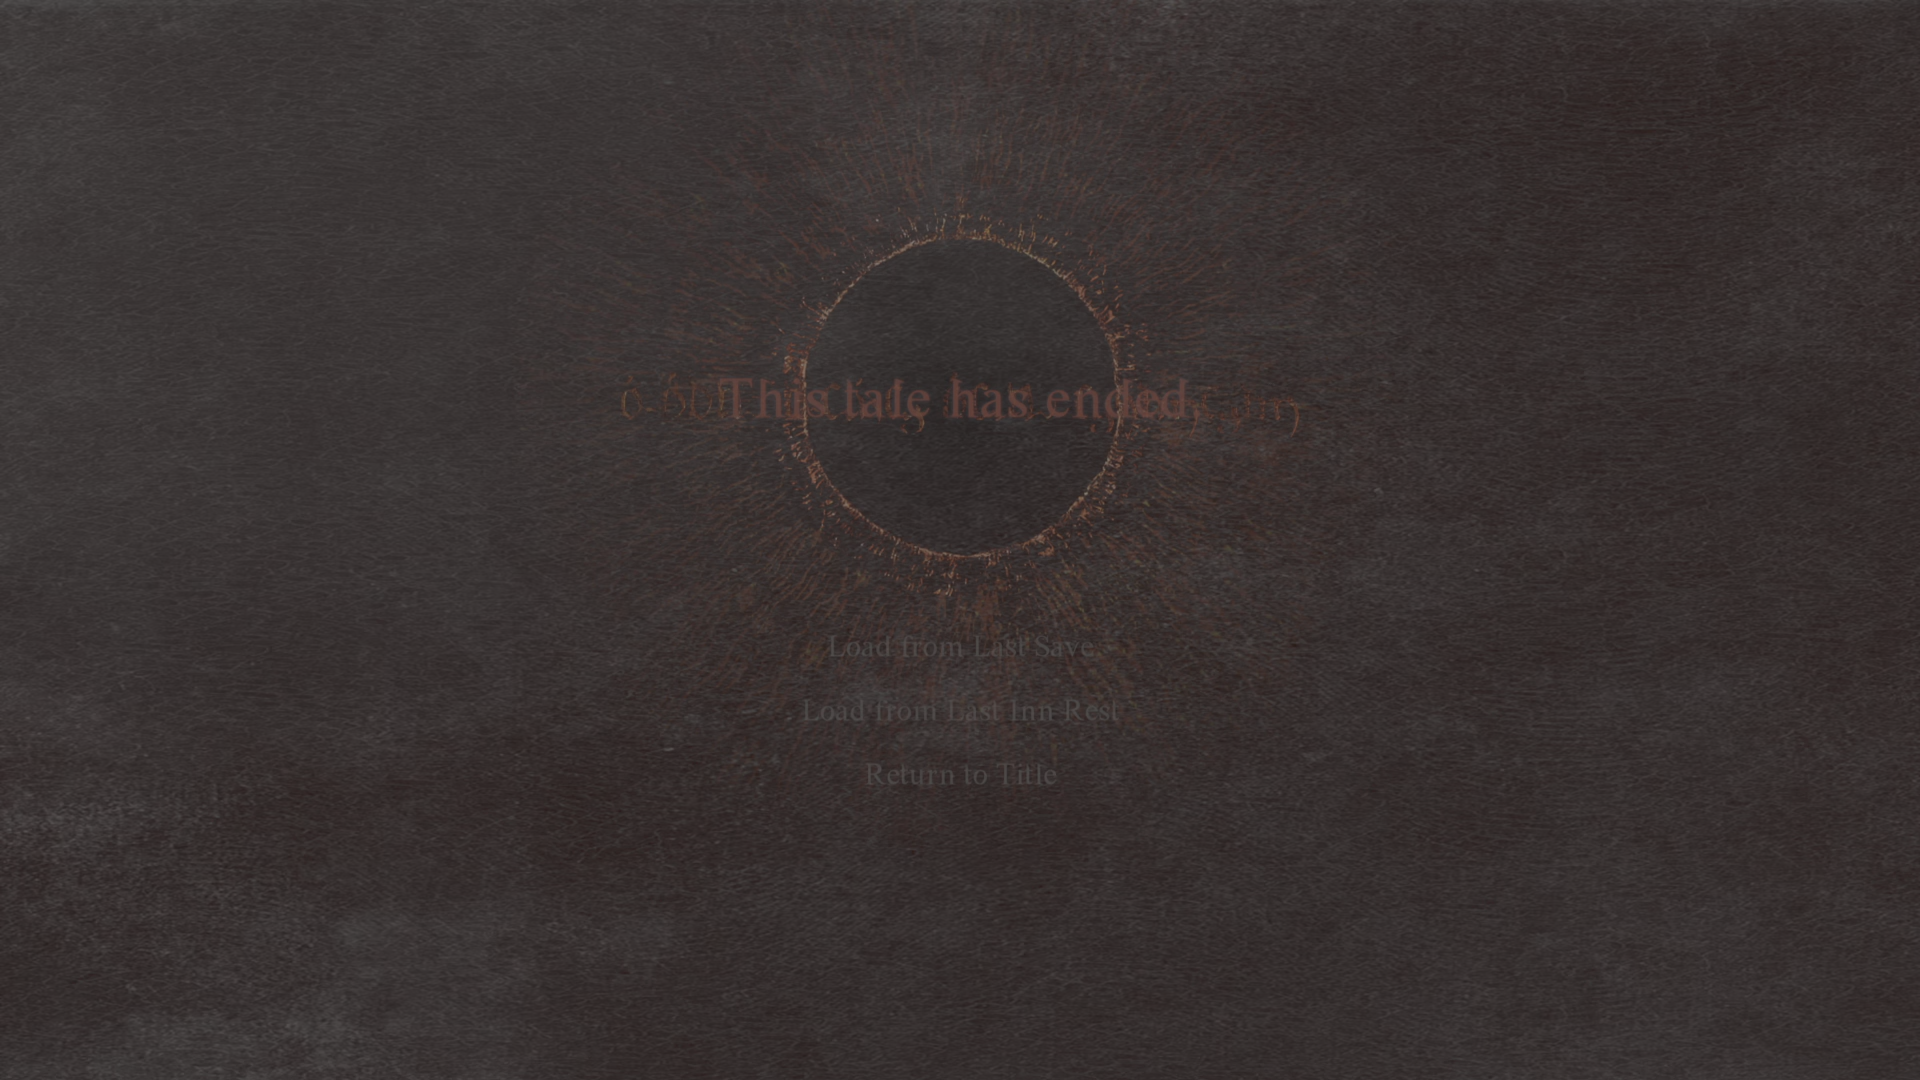 This tale has ended.
Load from Last Save
Load from Last Inn Rest
Return to Title